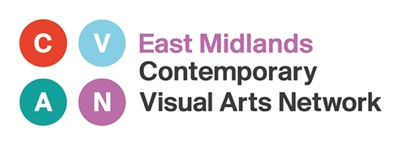 C V East Midlands
Contemporary
A N Visual Arts Network